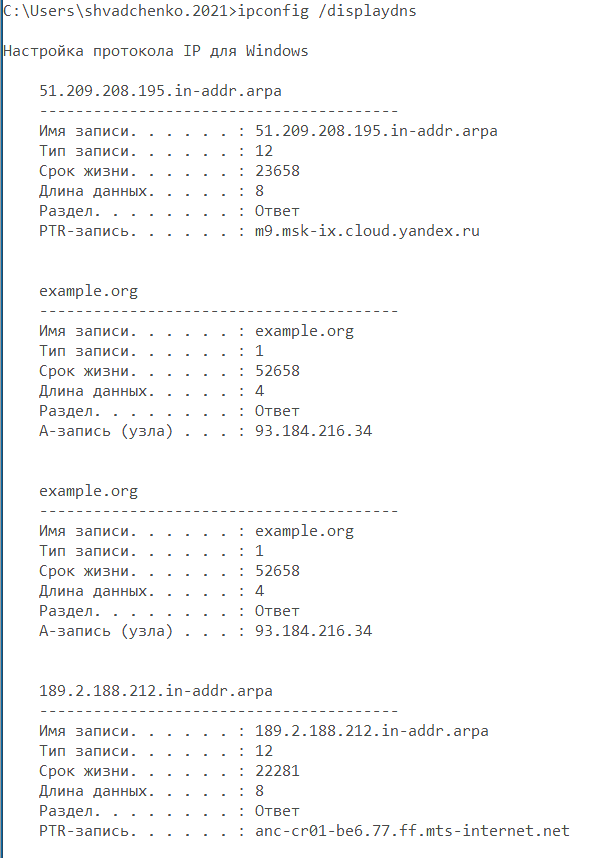 C:\Users\shvadchenko.2021>ipconfig /displaydns
Настройка протокола IP для Windows
51.209.208.195.in-addr.arpa
----------------------------------------
Имя записи. . . . . . : 51.209.208.195.in-addr.arpa
Тип записи. . . . . . : 12
Срок жизни. . . . . . : 23658
Длина данных. . . . . : 8
Раздел. . . . . . . . : Ответ
PTR-запись. . . . . . : m9.msk-ix.cloud.yandex.ru
example.org
----------------------------------------
Имя записи. . . . . . : example.org
Тип записи. . . . . . : 1
Срок жизни. . . . . . : 52658
Длина данных. . . . . : 4
Раздел. . . . . . . . : Ответ
А-запись (узла) . . . : 93.184.216.34
example.org
----------------------------------------
Имя записи. . . . . . : example.org
Тип записи. . . . . . : 1
Срок жизни. . . . . . : 52658
Длина данных. . . . . : 4
Раздел. . . . . . . . : Ответ
А-запись (узла) . . . : 93.184.216.34
189.2.188.212.in-addr.arpa
----------------------------------------
Имя записи. . . . . . : 189.2.188.212.in-addr.arpa
Тип записи. . . . . . : 12
Срок жизни. . . . . . : 22281
Длина данных. . . . . : 8
Раздел. . . . . . . . : Ответ
PTR-запись. . . . . . : anc-cr01-be6.77.ff.mts-internet.net